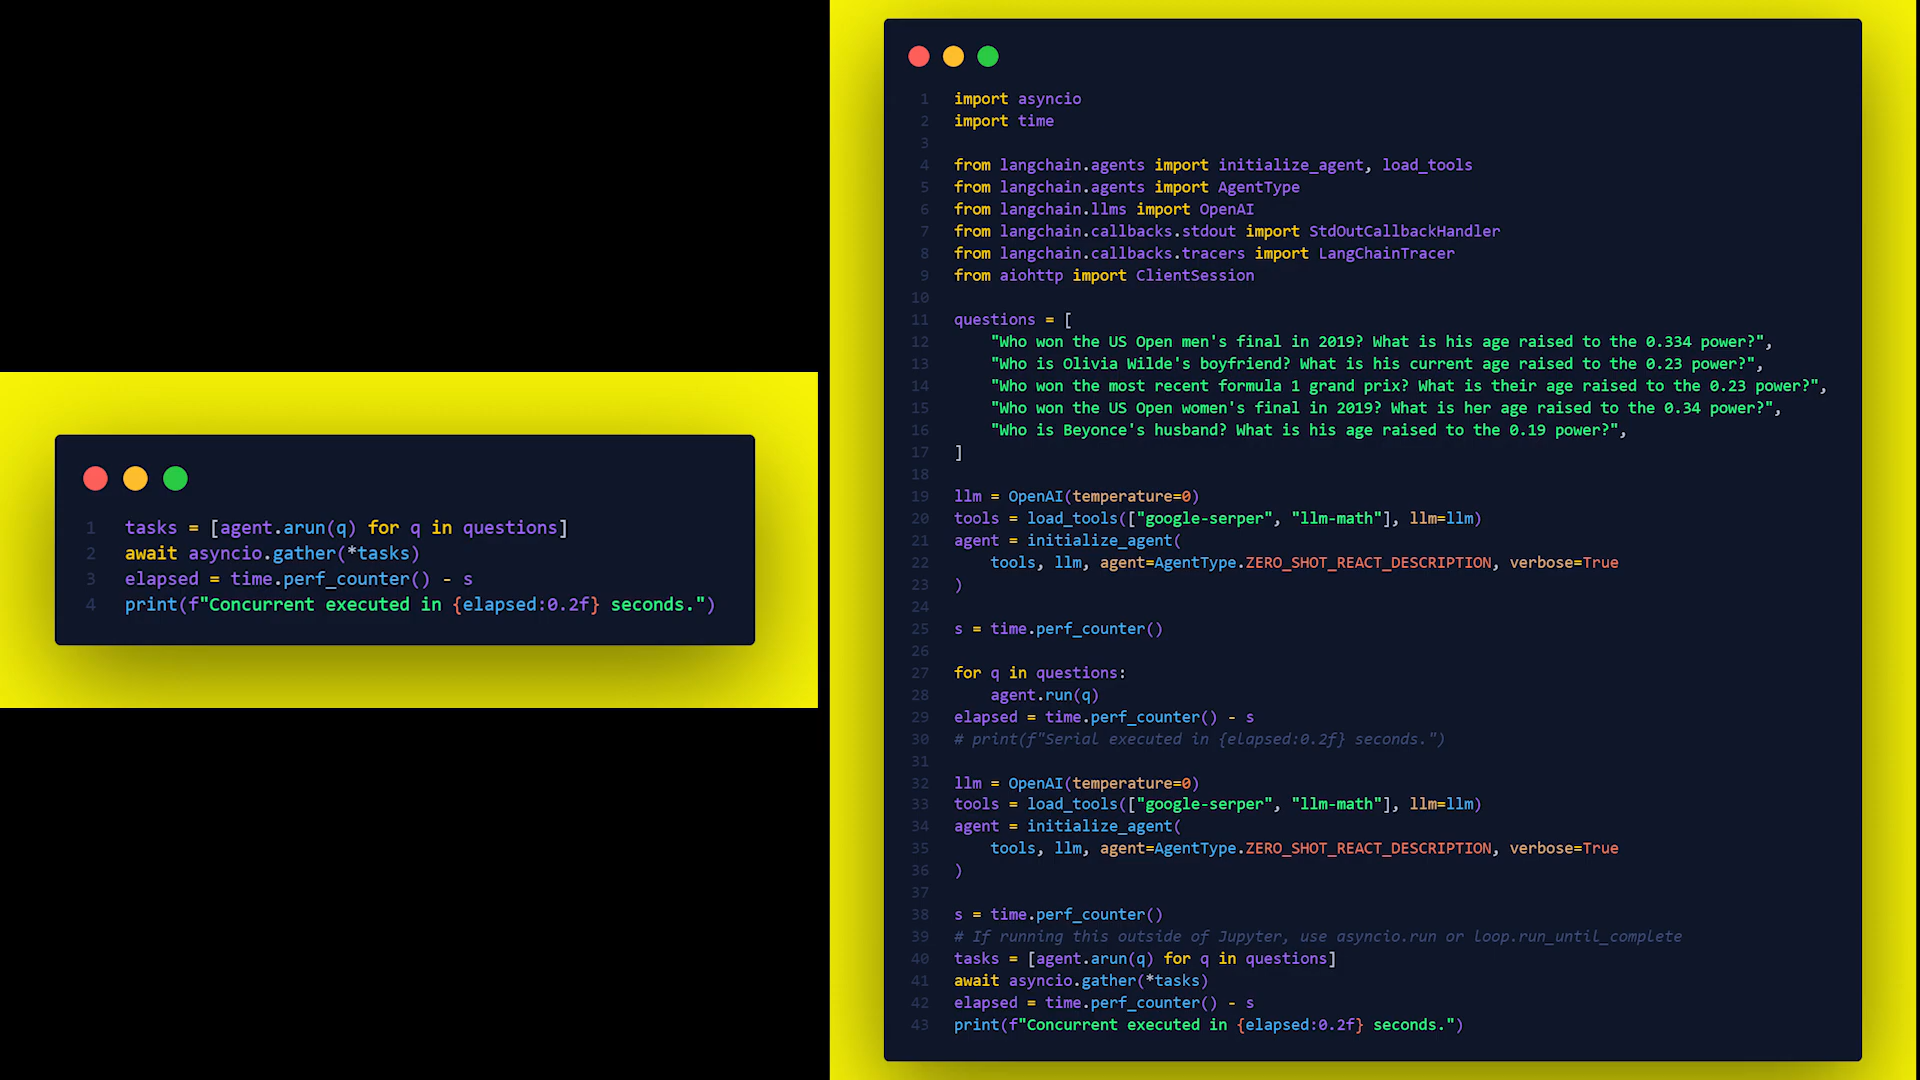 1 tasks = [agent.arun(q) for q in questions]
2 await asyncio.gather(*tasks)
3 elapsed = time.perf_counter() - s
4 print(f"Concurrent executed in {elapsed:0.2f} seconds.")
1 import asyncio
2 import time
3
4 from langchain.agents import initialize_agent, load_tools
5 from langchain.agents import AgentType
6 from langchain.llms import OpenAI
7 from langchain.callbacks.stdout import StdOutCallbackHandler
8 from langchain.callbacks.tracers import LangChainTracer
9 from aiohttp import ClientSession
10
11 questions = [
12 "Who won the US Open men's final in 2019? What is his age raised to the 0.334 power?",
13 "Who is Olivia Wilde's boyfriend? What is his current age raised to the 0.23 power?",
14 "Who won the most recent formula 1 grand prix? What is their age raised to the 0.23 power?",
15 "Who won the US Open women's final in 2019? What is her age raised to the 0.34 power?",
16 "Who is Beyonce's husband? What is his age raised to the 0.19 power?",
17 ]
18
19 llm = OpenAI(temperature=0)
20 tools = load_tools(["google-serper", "llm-math"], llm=llm)
21 agent = initialize_agent(
22 tools, llm, agent=AgentType.ZERO_SHOT_REACT_DESCRIPTION, verbose=True
23 )
24
25 s = time.perf_counter()
26
27 for q in questions:
28 agent.run(q)
29 elapsed = time.perf_counter() - s
30 # print(f"Serial executed in {elapsed:0.2f} seconds.")
31
32 llm = OpenAI(temperature=0)
33 tools = load_tools(["google-serper", "llm-math"], llm=llm)
34 agent = initialize_agent(
35 tools, llm, agent=AgentType.ZERO_SHOT_REACT_DESCRIPTION, verbose=True
36 )
37
38 s = time.perf_counter()
39 # If running this outside of Jupyter, use asyncio.run or loop.run_until_complete
40 tasks = [agent.arun(q) for q in questions]
41 await asyncio.gather(*tasks)
42 elapsed = time.perf_counter() - s
43 print(f"Concurrent executed in {elapsed:0.2f} seconds.")